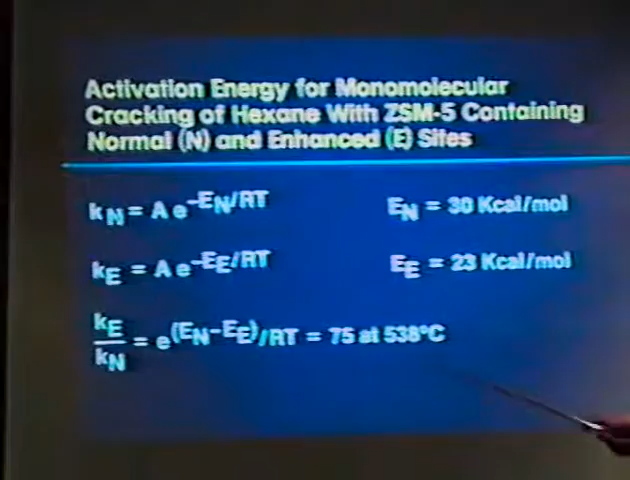 Activation Energy for Monomolecular
Cracking of Hexane With ZSM-5 Containing
Normal (N) and Enhanced (E) Sites
kN = A e-EN/RT EN = 30 Kcal/mol
kE = A e-EE/RT EE = 23 Kcal/mol
kE/kN = e(EN-EE)/RT = 75 at 538°C